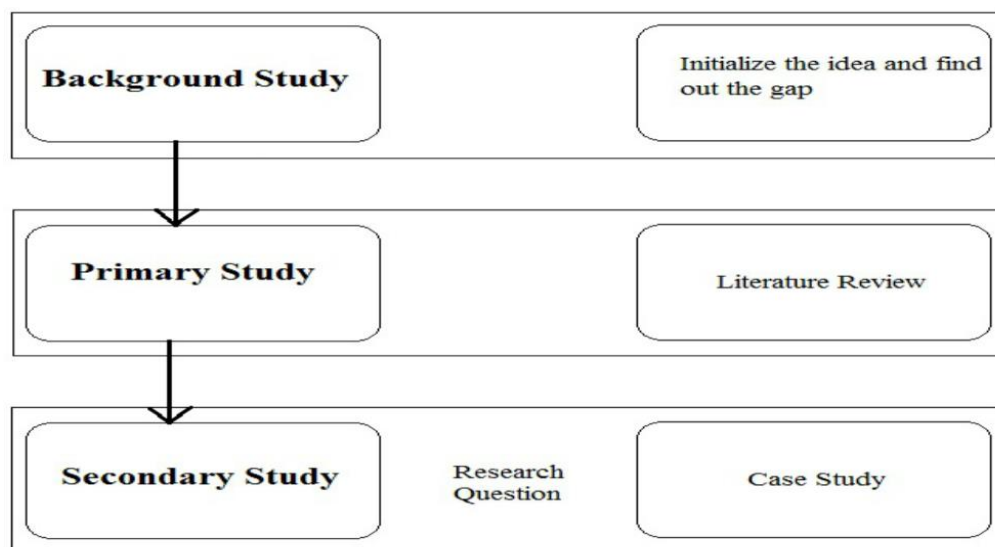 Background Study
Initialize the idea and find
out the gap
Primary Study
Literature Review
Secondary Study
Research
Question
Case Study